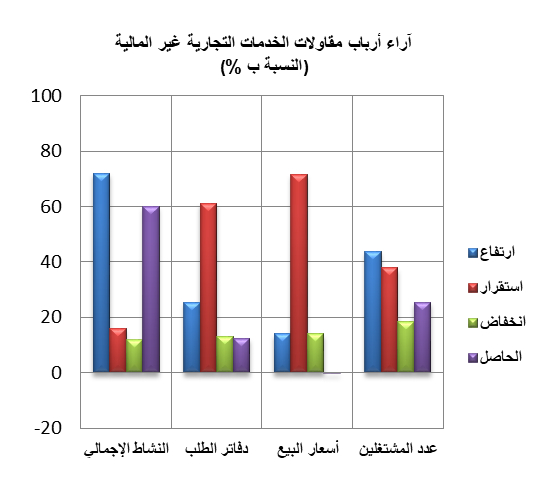 آراء أرباب مقاولات الخدمات التجارية غير المالية
(النسبة ب %)
100
80
60
40
20
0
-20
النشاط الإجمالي
دفاتر الطلب
أسعار البيع
عدد المشتغلين
ارتفاع
استقرار
انخفاض
الحاصل